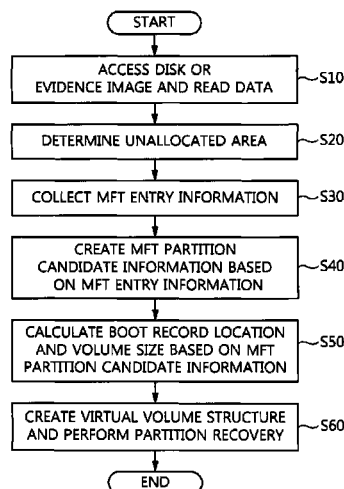 START
ACCESS DISK OR
EVIDENCE IMAGE AND READ DATA
S10
DETERMINE UNALLOCATED AREA
S20
COLLECT MFT ENTRY INFORMATION
S30
CREATE MFT PARTITION
CANDIDATE INFORMATION BASED
ON MFT ENTRY INFORMATION
S40
CALCULATE BOOT RECORD LOCATION
AND VOLUME SIZE BASED ON MFT
PARTITION CANDIDATE INFORMATION
S50
CREATE VIRTUAL VOLUME STRUCTURE
AND PERFORM PARTITION RECOVERY
S60
END